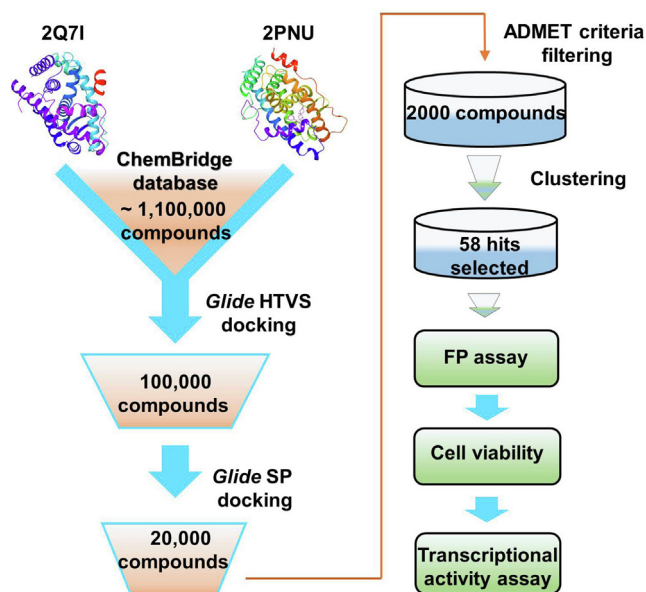 2Q7I
2PNU
ChemBridge
database
~ 1,100,000
compounds
Glide HTVS
docking
100,000
compounds
Glide SP
docking
20,000
compounds
ADMET criteria
filtering
2000 compounds
Clustering
58 hits
selected
FP assay
Cell viability
Transcriptional
activity assay